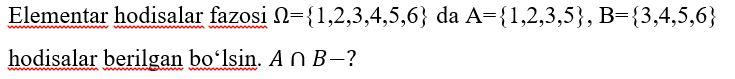 Elementar hodisalar fazosi Ω={1,2,3,4,5,6} da A={1,2,3,5}, B={3,4,5,6}
hodisalar berilgan bo‘lsin. A ∩ B−?